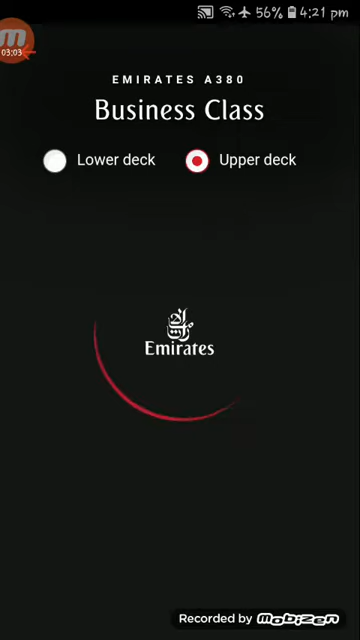 56% 4:21 pm
03:03
EMIRATES A380
Business Class
Lower deck Upper deck
Emirates
Recorded by mobizen